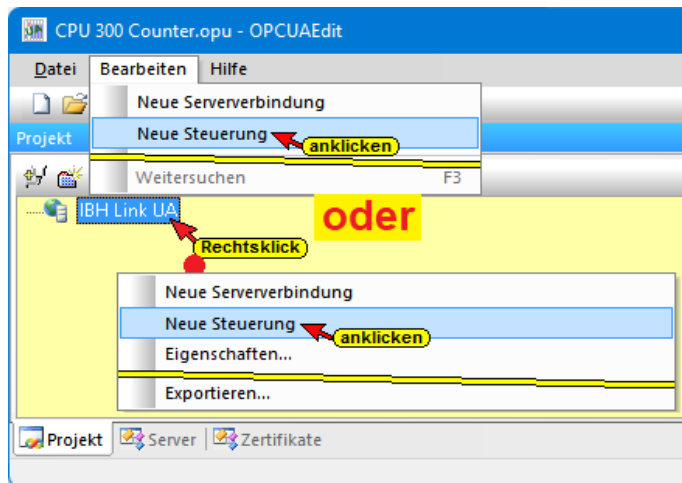 CPU 300 Counter.opu - OPCUAEdit
Datei Bearbeiten Hilfe
Neue Serververbindung
Projekt
Neue Steuerung
anklicken
Weitersuchen F3
IBH Link UA
oder
Rechtsklick
Neue Serververbindung
Neue Steuerung
anklicken
Eigenschaften...
Exportieren...
Projekt Server Zertifikate